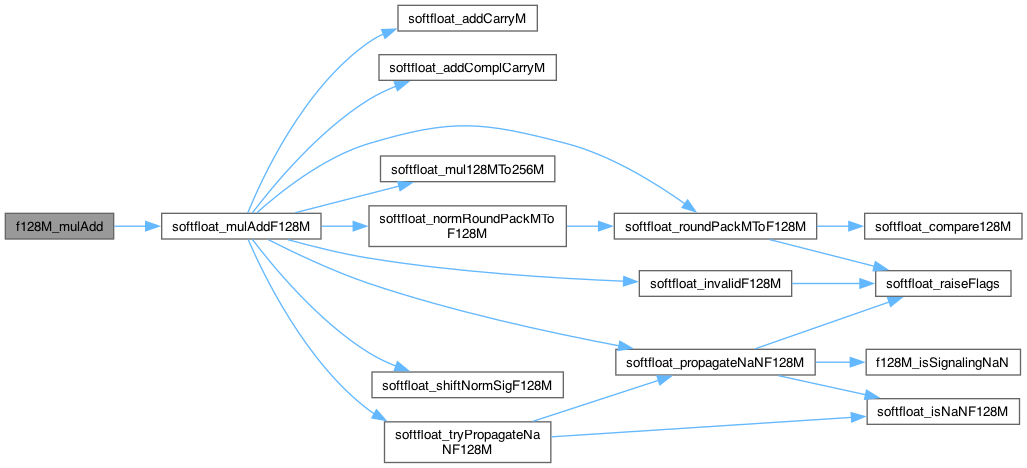 softfloat_addCarryM
softfloat_addComplCarryM
softfloat_mul128MTo256M
f128M_mulAdd
softfloat_mulAddF128M
softfloat_normRoundPackMTo
F128M
softfloat_roundPackMToF128M
softfloat_compare128M
softfloat_invalidF128M
softfloat_raiseFlags
softfloat_propagateNaNF128M
f128M_isSignalingNaN
softfloat_shiftNormSigF128M
softfloat_isNaNF128M
softfloat_tryPropagateNa
NF128M